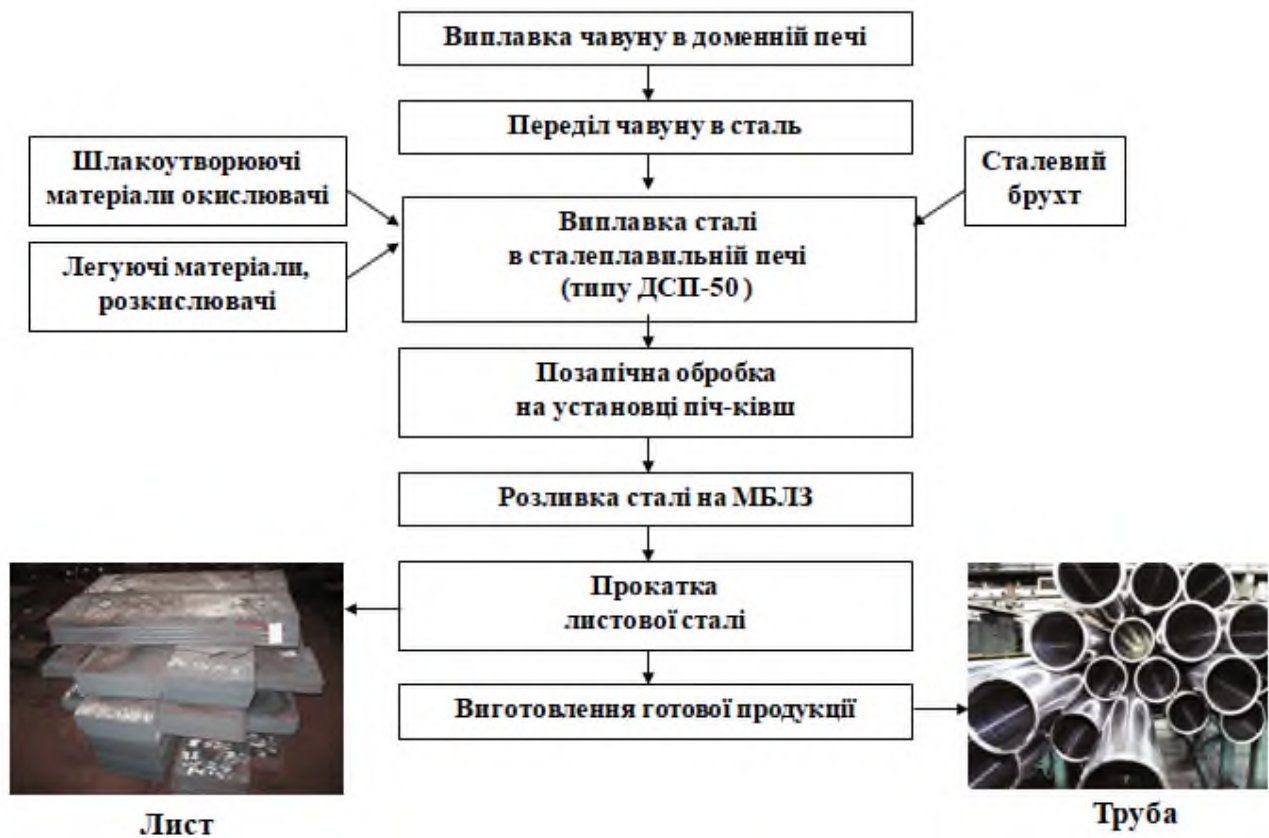 Виплавка чавуну в доменній печі
Переділ чавуну в сталь
Шлакоутворюючі
матеріали окислювачі
Сталевий
брухт
Легуючі матеріали,
розкислювачі
Виплавка сталі
в сталеплавильній печі
(типу ДСП-50 )
Позапічна обробка
на установці піч-ківш
Розливка сталі на МБЛЗ
Прокатка
листової сталі
Виготовлення готової продукції
Лист
Труба